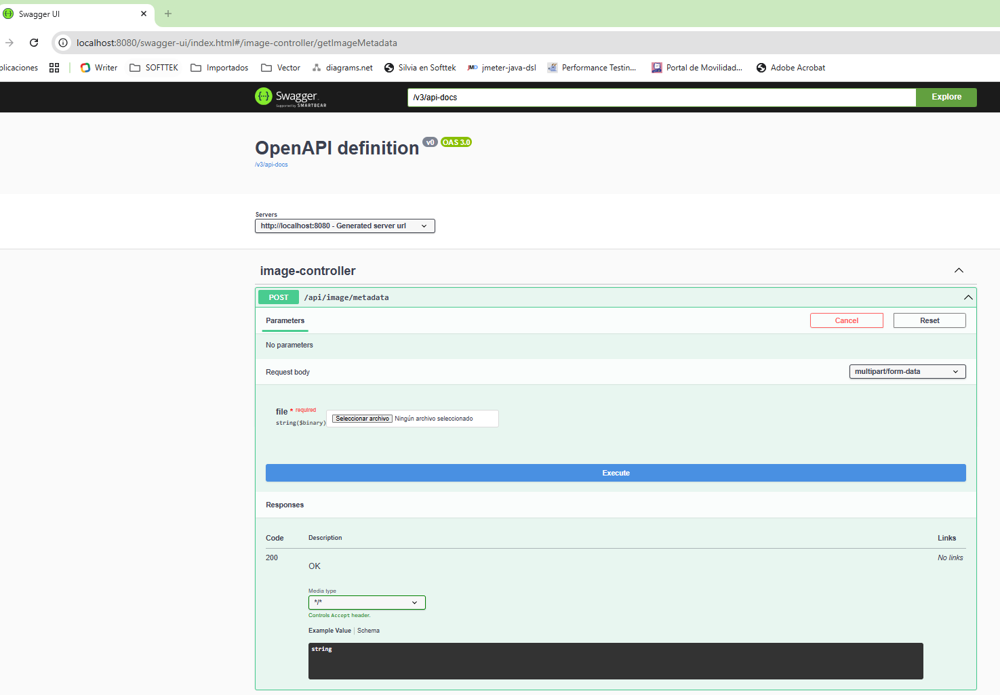 Swagger UI
localhost:8080/swagger-ui/index.html#/image-controller/getImageMetadata
plicaciones Writer SOFTTEK Importados Vector diagrams.net Silvia en Softtek JMD jmeter-java-dsl Performance Testin... Portal de Movilidad... Adobe Acrobat
Swagger.
Supported by SMARTBEAR
/v3/api-docs Explore
OpenAPI definition v0 OAS 3.0
/v3/api-docs
Servers
http://localhost:8080 - Generated server url
image-controller
POST /api/image/metadata
Parameters Cancel Reset
No parameters
Request body multipart/form-data
file * required
string($binary) Seleccionar archivo Ningún archivo seleccionado
Execute
Responses
Code Description Links
200 No links
OK
Media type
*/*
Controls Accept header.
Example Value Schema
string